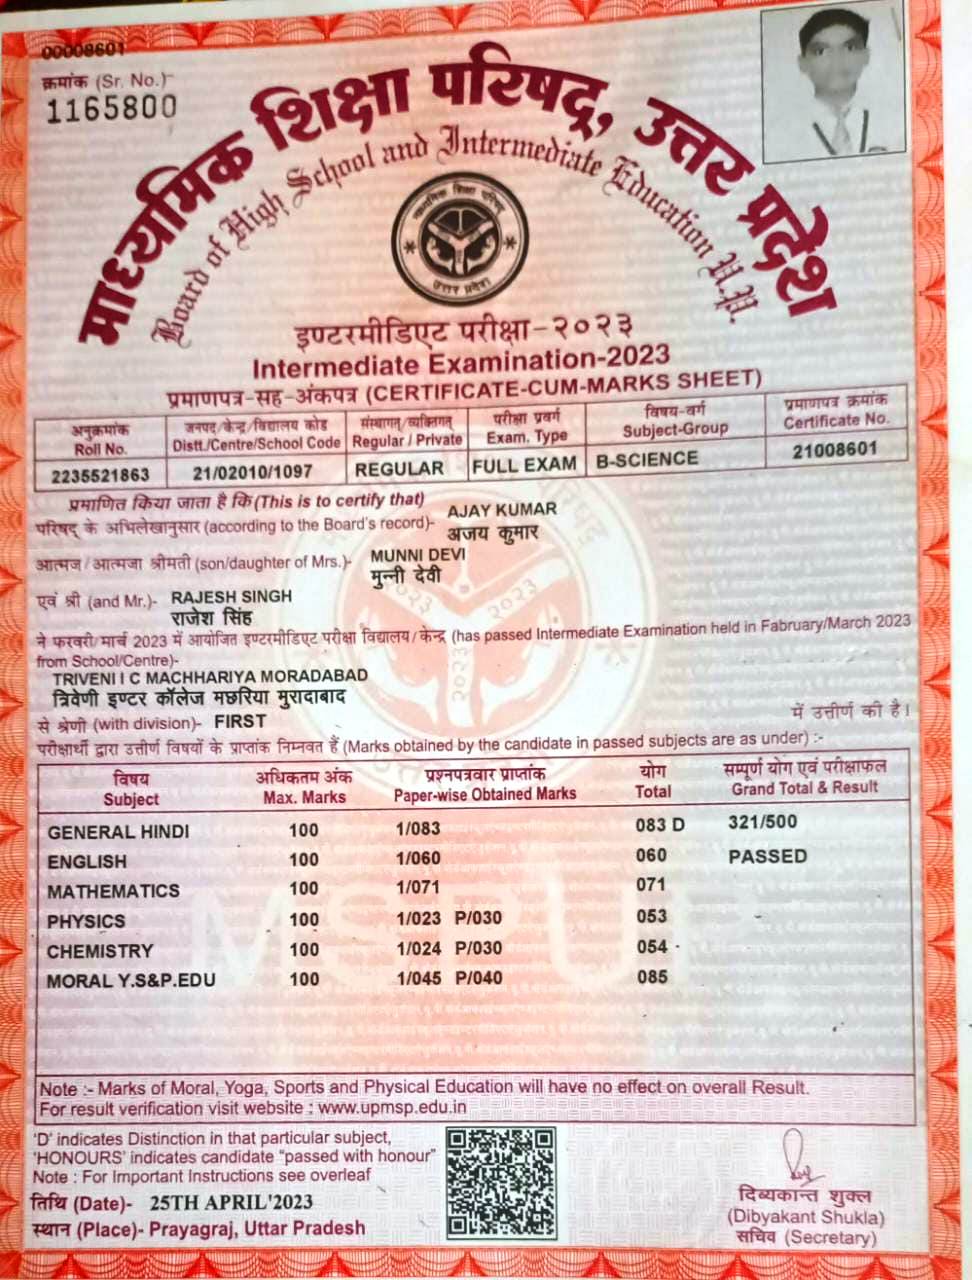 00008601
क्रमांक (Sr. No.)
1165800
माध्यमिक शिक्षा परिषद्, उत्तर प्रदेश
Board of High School and Intermediate Education U.P.
माध्यमिक शिक्षा परिषद्
उत्तर प्रदेश
इण्टरमीडिएट परीक्षा-२०२३
Intermediate Examination-2023
प्रमाणपत्र-सह-अंकपत्र (CERTIFICATE-CUM-MARKS SHEET)
अनुक्रमांक जनपद/केन्द्र/विद्यालय कोड संस्थागत/व्यक्तिगत परीक्षा प्रवर्ग विषय-वर्ग प्रमाणपत्र क्रमांक
Roll No. Distt./Centre/School Code Regular / Private Exam. Type Subject-Group Certificate No.
2235521863 21/02010/1097 REGULAR FULL EXAM B-SCIENCE 21008601
प्रमाणित किया जाता है कि (This is to certify that) AJAY KUMAR
परिषद् के अभिलेखानुसार (according to the Board's record)- अजय कुमार
आत्मज/आत्मजा श्रीमती (son/daughter of Mrs.)- MUNNI DEVI
मुन्नी देवी
एवं श्री (and Mr.)- RAJESH SINGH
राजेश सिंह
ने फरवरी/मार्च 2023 में आयोजित इण्टरमीडिएट परीक्षा विद्यालय/केन्द्र (has passed Intermediate Examination held in Fabruary/March 2023
from School/Centre)-
TRIVENI I C MACHHARIYA MORADABAD
त्रिवेणी इण्टर कॉलेज मछरिया मुरादाबाद
से श्रेणी (with division)- FIRST में उत्तीर्ण की है।
परीक्षार्थी द्वारा उत्तीर्ण विषयों के प्राप्तांक निम्नवत हैं (Marks obtained by the candidate in passed subjects are as under) :-
विषय अधिकतम अंक प्रश्नपत्रवार प्राप्तांक योग सम्पूर्ण योग एवं परीक्षाफल
Subject Max. Marks Paper-wise Obtained Marks Total Grand Total & Result
GENERAL HINDI 100 1/083 083 D 321/500
ENGLISH 100 1/060 060 PASSED
MATHEMATICS 100 1/071 071
PHYSICS 100 1/023 P/030 053
CHEMISTRY 100 1/024 P/030 054
MORAL Y.S&P.EDU 100 1/045 P/040 085
Note :- Marks of Moral, Yoga, Sports and Physical Education will have no effect on overall Result.
For result verification visit website : www.upmsp.edu.in
'D' indicates Distinction in that particular subject,
'HONOURS' indicates candidate "passed with honour"
Note : For Important Instructions see overleaf
तिथि (Date)- 25TH APRIL'2023
स्थान (Place)- Prayagraj, Uttar Pradesh
दिब्यकान्त शुक्ल
(Dibyakant Shukla)
सचिव (Secretary)